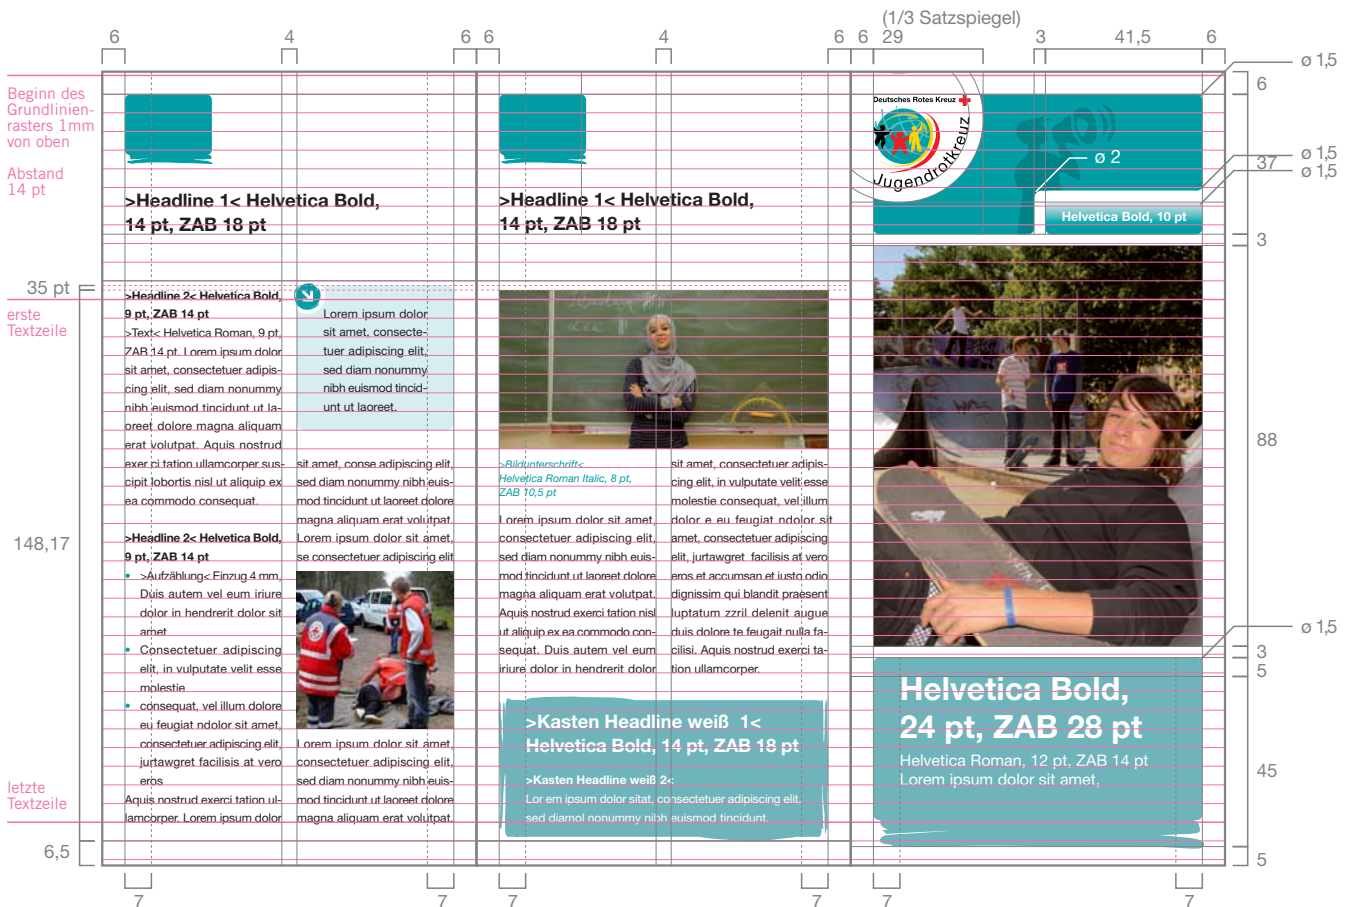 (1/3 Satzspiegel)
6 4 6 6 4 6 6 29 3 41,5 6
ø 1,5
Beginn des
Grundlinien-
rasters 1mm
von oben
Abstand
14 pt
35 pt
erste
Textzeile
148,17
letzte
Textzeile
6,5
>Headline 1< Helvetica Bold,
14 pt, ZAB 18 pt
>Headline 2< Helvetica Bold,
9 pt, ZAB 14 pt
>Text< Helvetica Roman, 9 pt,
ZAB 14 pt. Lorem ipsum dolor
sit amet, consectetuer adipis-
cing elit, sed diam nonummy
nibh euismod tincidunt ut la-
oreet dolore magna aliquam
erat volutpat. Aquis nostrud
exer ci tation ullamcorper sus-
cipit lobortis nisl ut aliquip ex
ea commodo consequat.
>Headline 2< Helvetica Bold,
9 pt, ZAB 14 pt
• >Aufzählung< Einzug 4 mm,
Duis autem vel eum iriure
dolor in hendrerit dolor sit
amet
• Consectetuer adipiscing
elit, in vulputate velit esse
molestie
• consequat, vel illum dolore
eu feugiat ndolor sit amet,
consectetuer adipiscing elit,
jurtawgret facilisis at vero
eros
Aquis nostrud exerci tation ul-
lamcorper. Lorem ipsum dolor
Lorem ipsum dolor
sit amet, consecte-
tuer adipiscing elit,
sed diam nonummy
nibh euismod tincid-
unt ut laoreet.
sit amet, conse adipiscing elit,
sed diam nonummy nibh euis-
mod tincidunt ut laoreet dolore
magna aliquam erat volutpat.
Lorem ipsum dolor sit amet,
se consectetuer adipiscing elit
Lorem ipsum dolor sit amet,
consectetuer adipiscing elit,
sed diam nonummy nibh euis-
mod tincidunt ut laoreet dolore
magna aliquam erat volutpat.
>Headline 1< Helvetica Bold,
14 pt, ZAB 18 pt
>Bildunterschrift<
Helvetica Roman Italic, 8 pt,
ZAB 10,5 pt
Lorem ipsum dolor sit amet,
consectetuer adipiscing elit,
sed diam nonummy nibh euis-
mod tincidunt ut laoreet dolore
magna aliquam erat volutpat.
Aquis nostrud exerci tation nisl
ut aliquip ex ea commodo con-
sequat. Duis autem vel eum
iriure dolor in hendrerit dolor
sit amet, consectetuer adipis-
cing elit, in vulputate velit esse
molestie consequat, vel illum
dolor e eu feugiat ndolor sit
amet, consectetuer adipiscing
elit, jurtawgret facilisis at vero
eros et accumsan et iusto odio
dignissim qui blandit praesent
luptatum zzril delenit augue
duis dolore te feugait nulla fa-
cilisi. Aquis nostrud exerci ta-
tion ullamcorper.
>Kasten Headline weiß 1<
Helvetica Bold, 14 pt, ZAB 18 pt
>Kasten Headline weiß 2<
Lor em ipsum dolor sitat, consectetuer adipiscing elit,
sed diamol nonummy nibh euismod tincidunt.
Deutsches Rotes Kreuz
Jugendrotkreuz
ø 2
Helvetica Bold, 10 pt
Helvetica Bold,
24 pt, ZAB 28 pt
Helvetica Roman, 12 pt, ZAB 14 pt
Lorem ipsum dolor sit amet,
6
37
ø 1,5
ø 1,5
3
88
ø 1,5
3
5
45
5
7 7 7 7 7 7